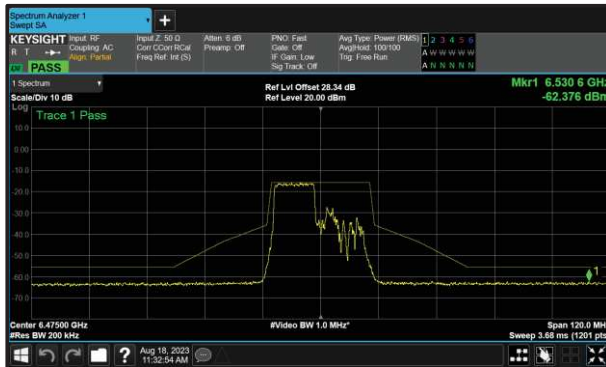 Spectrum Analyzer 1
Swept SA
KEYSIGHT Input: RF Input Z: 50 Ω Atten: 6 dB PNO: Fast Avg Type: Power (RMS) 1 2 3 4 5 6
R T Coupling: AC Corr CCorr RCal Preamp: Off Gate: Off Avg|Hold: 100/100 A W W W W W
Align: Partial Freq Ref: Int (S) IF Gain: Low Trig: Free Run
PASS Sig Track: Off A N N N N N
1 Spectrum Ref Lvl Offset 28.34 dB Mkr1 6.530 6 GHz
Scale/Div 10 dB Ref Level 20.00 dBm -62.376 dBm
Log
Trace 1 Pass
10.0
0.00
-10.0
-20.0
-30.0
-40.0
-50.0
1
-60.0
-70.0
Center 6.47500 GHz #Video BW 1.0 MHz* Span 120.0 MHz
#Res BW 200 kHz Sweep 3.68 ms (1201 pts)
Aug 18, 2023
11:32:54 AM